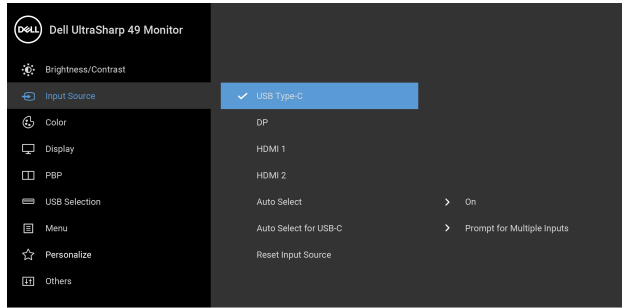 DELL Dell UltraSharp 49 Monitor
Brightness/Contrast
Input Source USB Type-C
Color DP
Display HDMI 1
PBP HDMI 2
USB Selection Auto Select On
Menu Auto Select for USB-C Prompt for Multiple Inputs
Personalize Reset Input Source
Others